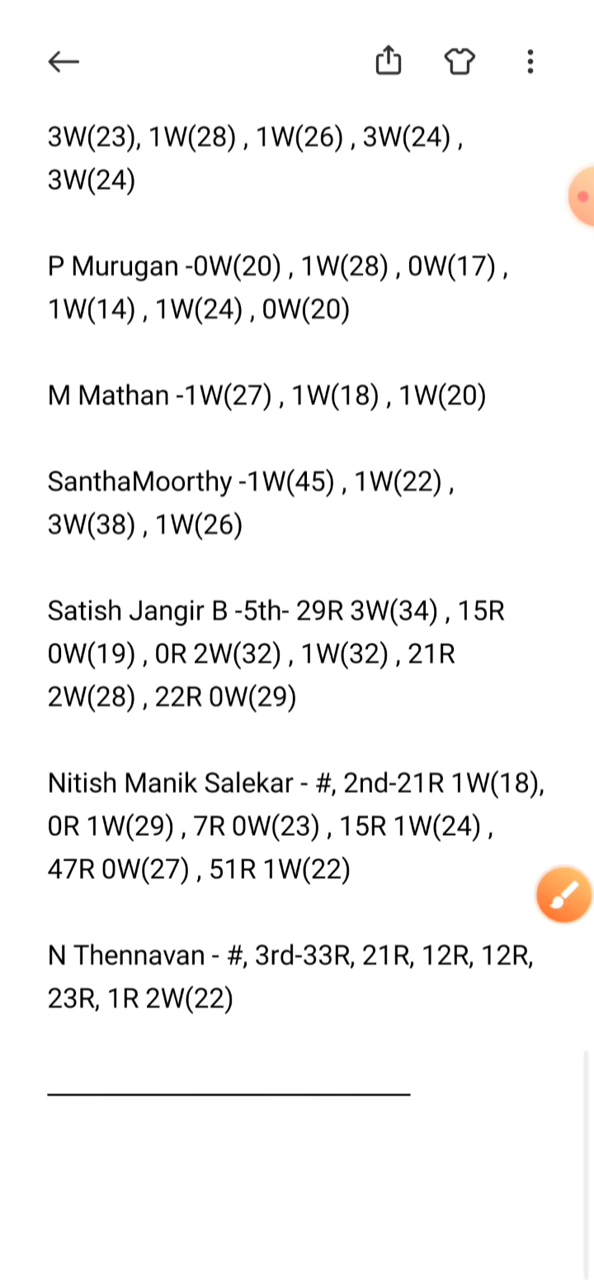 3W(23), 1W(28) , 1W(26) , 3W(24) ,
3W(24)
P Murugan -0W(20) , 1W(28) , 0W(17) ,
1W(14) , 1W(24) , 0W(20)
M Mathan -1W(27) , 1W(18) , 1W(20)
SanthaMoorthy -1W(45) , 1W(22) ,
3W(38) , 1W(26)
Satish Jangir B -5th- 29R 3W(34) , 15R
0W(19) , 0R 2W(32) , 1W(32) , 21R
2W(28) , 22R 0W(29)
Nitish Manik Salekar - #, 2nd-21R 1W(18),
0R 1W(29) , 7R 0W(23) , 15R 1W(24) ,
47R 0W(27) , 51R 1W(22)
N Thennavan - #, 3rd-33R, 21R, 12R, 12R,
23R, 1R 2W(22)